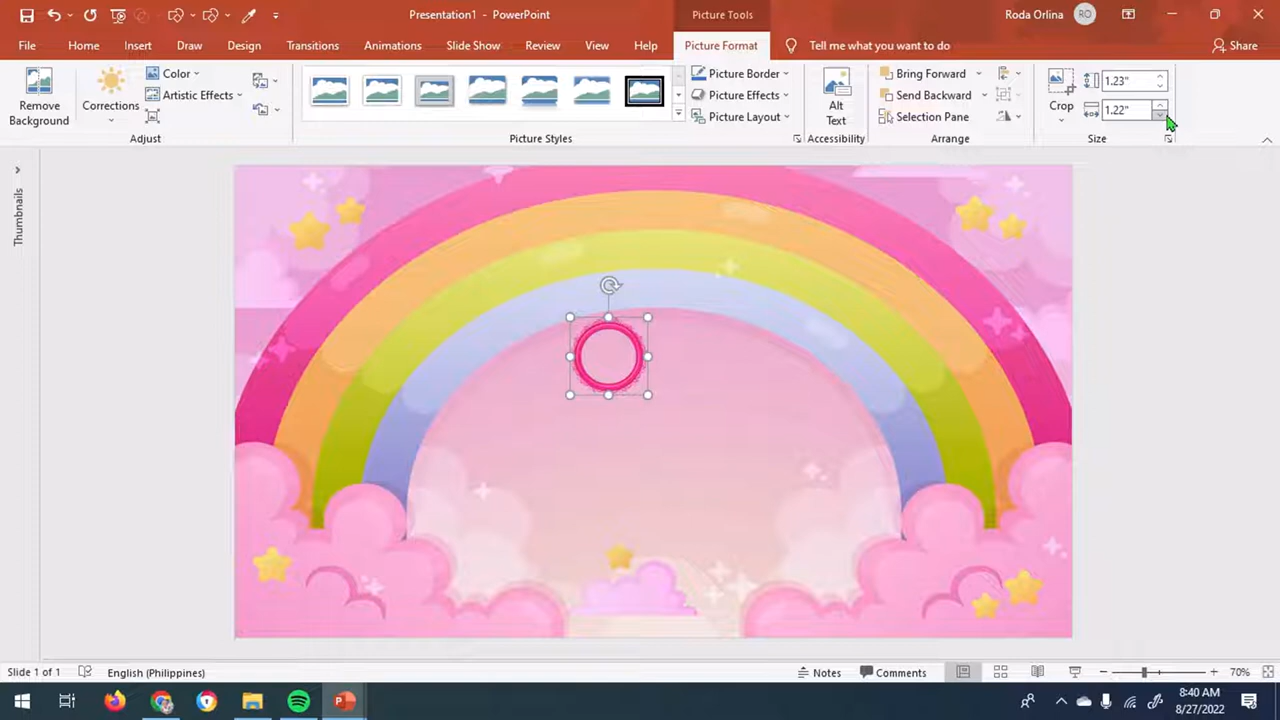 Presentation1 - PowerPoint
Picture Tools
Roda Orlina
RO
File
Home
Insert
Draw
Design
Transitions
Animations
Slide Show
Review
View
Help
Picture Format
Tell me what you want to do
Share
Remove
Background
Corrections
Color
Artistic Effects
Adjust
Picture Styles
Picture Border
Picture Effects
Picture Layout
Alt
Text
Accessibility
Bring Forward
Send Backward
Selection Pane
Arrange
Crop
1.23"
1.22"
Size
Thumbnails
Slide 1 of 1
English (Philippines)
Notes
Comments
70%
8:40 AM
8/27/2022